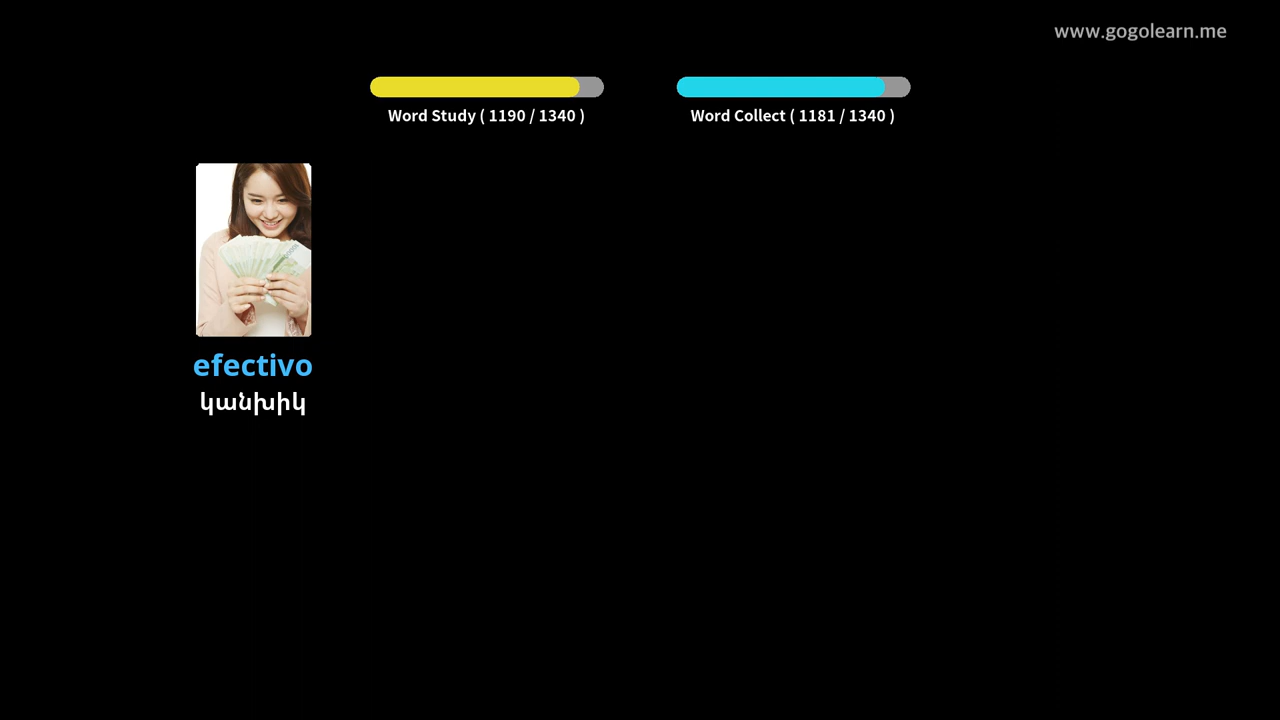 www.gogolearn.me
Word Study ( 1190 / 1340 )
Word Collect ( 1181 / 1340 )
efectivo
կանխիկ